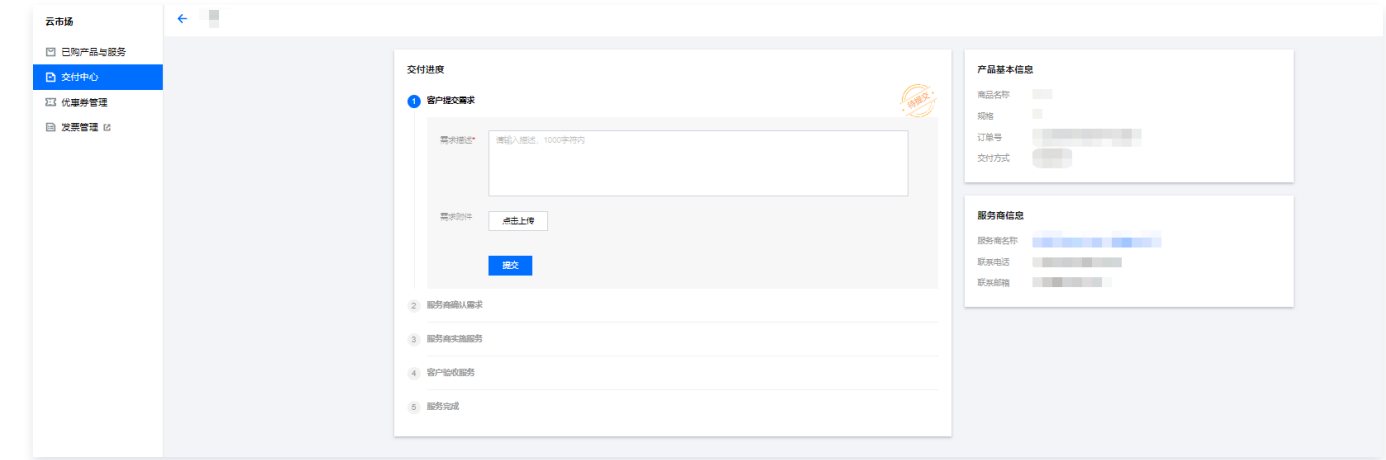 云市场
已购产品与服务
交付中心
优惠券管理
发票管理
交付进度
1 客户提交需求
待提交
需求描述*
请输入描述，1000字符内
需求附件
点击上传
提交
2 服务商确认需求
3 服务商实施服务
4 客户验收服务
5 服务完成
产品基本信息
商品名称
规格
订单号
交付方式
服务商信息
服务商名称
联系电话
联系邮箱